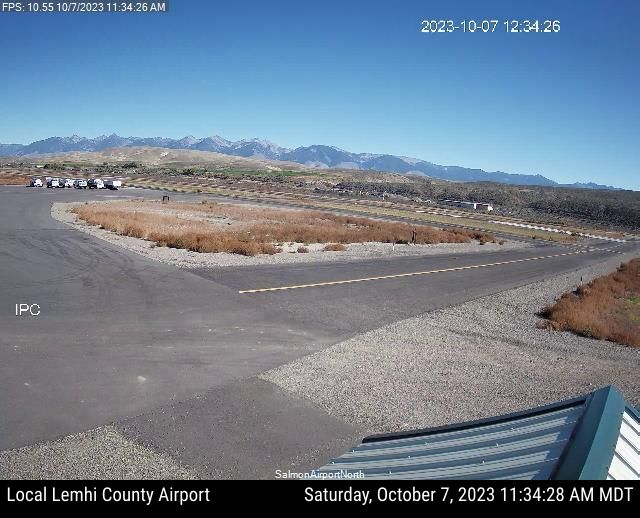 FPS: 10.55 10/7/2023 11:34:26 AM
2023-10-07 12:34:26
IPC
SalmonAirportNorth
Local Lemhi County Airport
Saturday, October 7, 2023 11:34:28 AM MDT